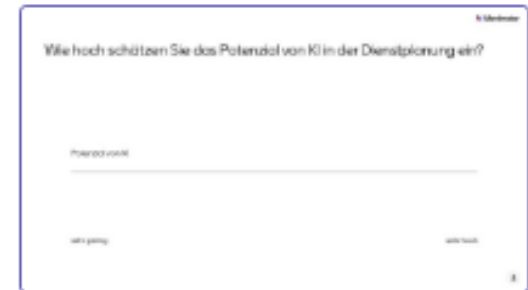 Mentimeter
Wie hoch schätzen Sie das Potenzial von KI in der Dienstplanung ein?
Potenzial von KI
sehr gering
sehr hoch